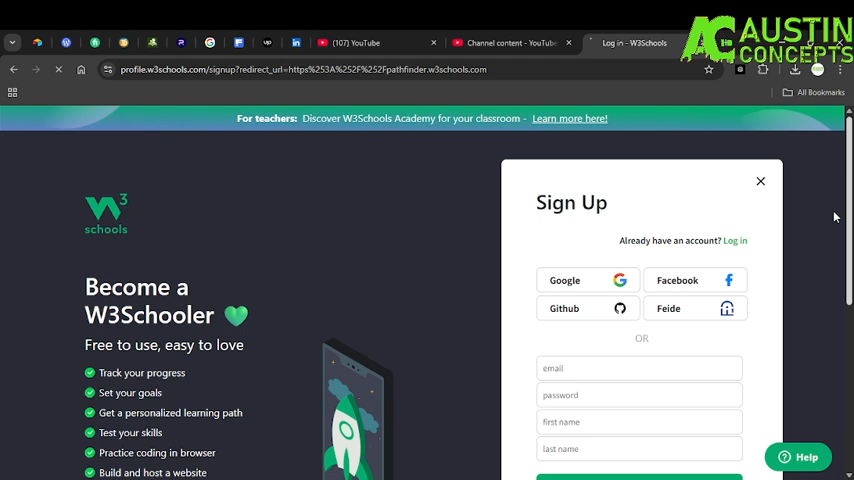 AUSTIN
CONCEPTS
(107) YouTube
Channel content - YouTube
Log in - W3Schools
profile.w3schools.com/signup?redirect_url=https%253A%252F%252Fpathfinder.w3schools.com
All Bookmarks
For teachers: Discover W3Schools Academy for your classroom - Learn more here!
W3
schools
Sign Up
Already have an account? Log in
Google
Facebook
Github
Feide
OR
email
password
first name
last name
Become a
W3Schooler
Free to use, easy to love
Track your progress
Set your goals
Get a personalized learning path
Test your skills
Practice coding in browser
Build and host a website
Help